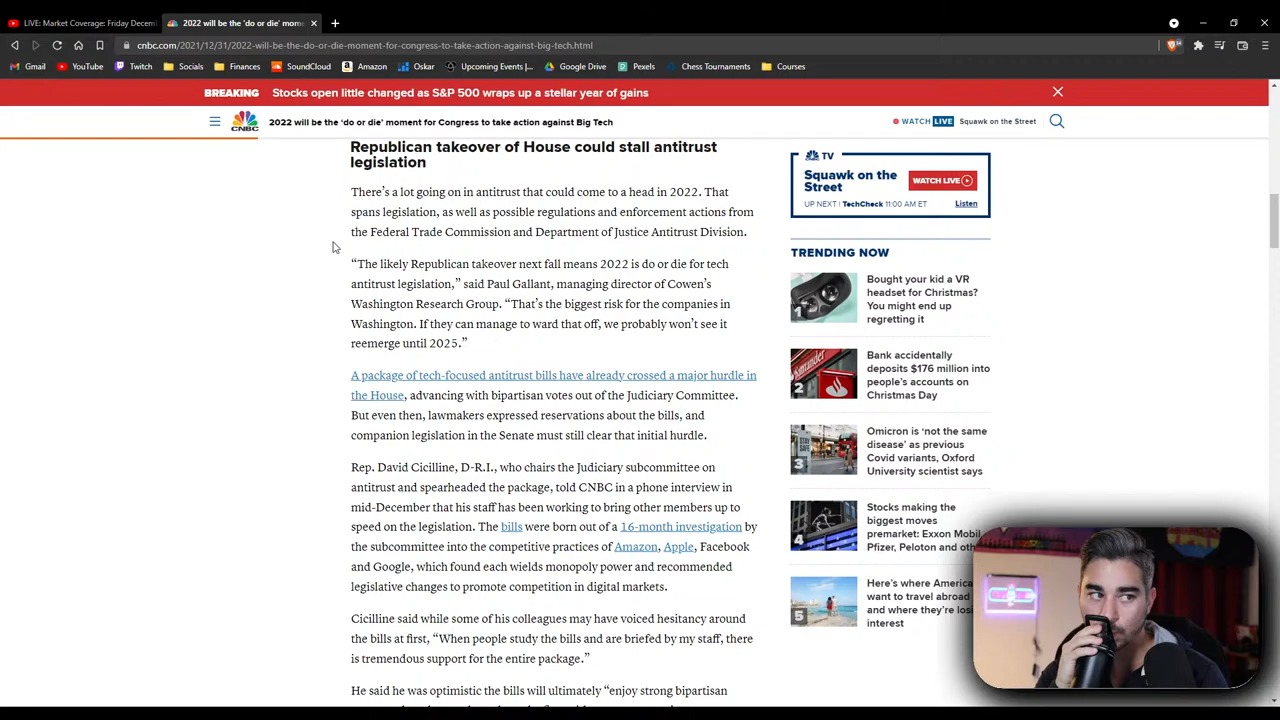 LIVE: Market Coverage: Friday Decem
2022 will be the 'do or die' mome
cnbc.com/2021/12/31/2022-will-be-the-do-or-die-moment-for-congress-to-take-action-against-big-tech.html
Gmail
YouTube
Twitch
Socials
Finances
SoundCloud
Amazon
Oskar
Upcoming Events |...
Google Drive
Pexels
Chess Tournaments
Courses
BREAKING
Stocks open little changed as S&P 500 wraps up a stellar year of gains
CNBC
2022 will be the 'do or die' moment for Congress to take action against Big Tech
WATCH LIVE
Squawk on the Street
Republican takeover of House could stall antitrust
legislation
There's a lot going on in antitrust that could come to a head in 2022. That
spans legislation, as well as possible regulations and enforcement actions from
the Federal Trade Commission and Department of Justice Antitrust Division.
“The likely Republican takeover next fall means 2022 is do or die for tech
antitrust legislation,” said Paul Gallant, managing director of Cowen's
Washington Research Group. “That's the biggest risk for the companies in
Washington. If they can manage to ward that off, we probably won't see it
reemerge until 2025.”
A package of tech-focused antitrust bills have already crossed a major hurdle in
the House, advancing with bipartisan votes out of the Judiciary Committee.
But even then, lawmakers expressed reservations about the bills, and
companion legislation in the Senate must still clear that initial hurdle.
Rep. David Cicilline, D-R.I., who chairs the Judiciary subcommittee on
antitrust and spearheaded the package, told CNBC in a phone interview in
mid-December that his staff has been working to bring other members up to
speed on the legislation. The bills were born out of a 16-month investigation by
the subcommittee into the competitive practices of Amazon, Apple, Facebook
and Google, which found each wields monopoly power and recommended
legislative changes to promote competition in digital markets.
Cicilline said while some of his colleagues may have voiced hesitancy around
the bills at first, “When people study the bills and are briefed by my staff, there
is tremendous support for the entire package.”
He said he was optimistic the bills will ultimately “enjoy strong bipartisan
TV
Squawk on the
Street
WATCH LIVE
UP NEXT | TechCheck 11:00 AM ET
Listen
TRENDING NOW
1
Bought your kid a VR
headset for Christmas?
You might end up
regretting it
2
Bank accidentally
deposits $176 million into
people's accounts on
Christmas Day
3
Omicron is 'not the same
disease' as previous
Covid variants, Oxford
University scientist says
4
Stocks making the
biggest moves
premarket: Exxon Mobil
Pfizer, Peloton and oth
5
Here's where America
want to travel abroad
and where they're losi
interest